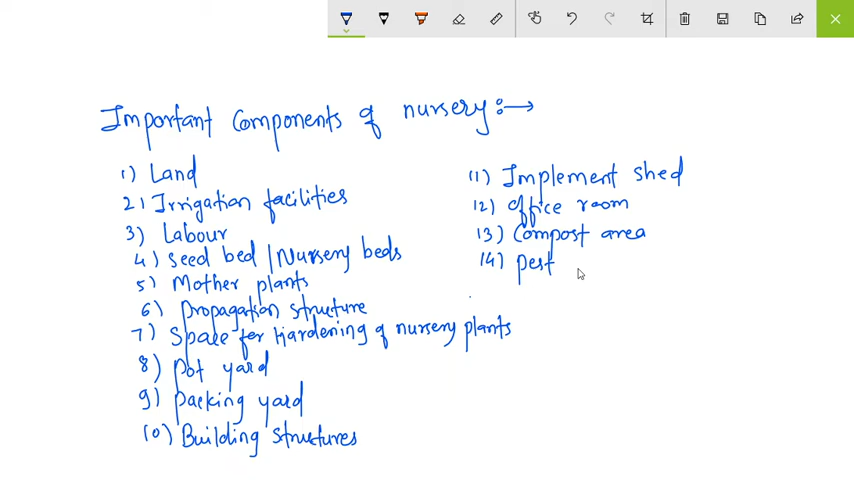 Important Components of nursery:→
1) Land
2) Irrigation facilities
3) Labour
4) Seed bed / Nursery beds
5) Mother plants
6) Propagation structure
7) Space for Hardening of nursery plants
8) Pot yard
9) Packing yard
10) Building structures
11) Implement shed
12) Office room
13) Compost area
14) Pest